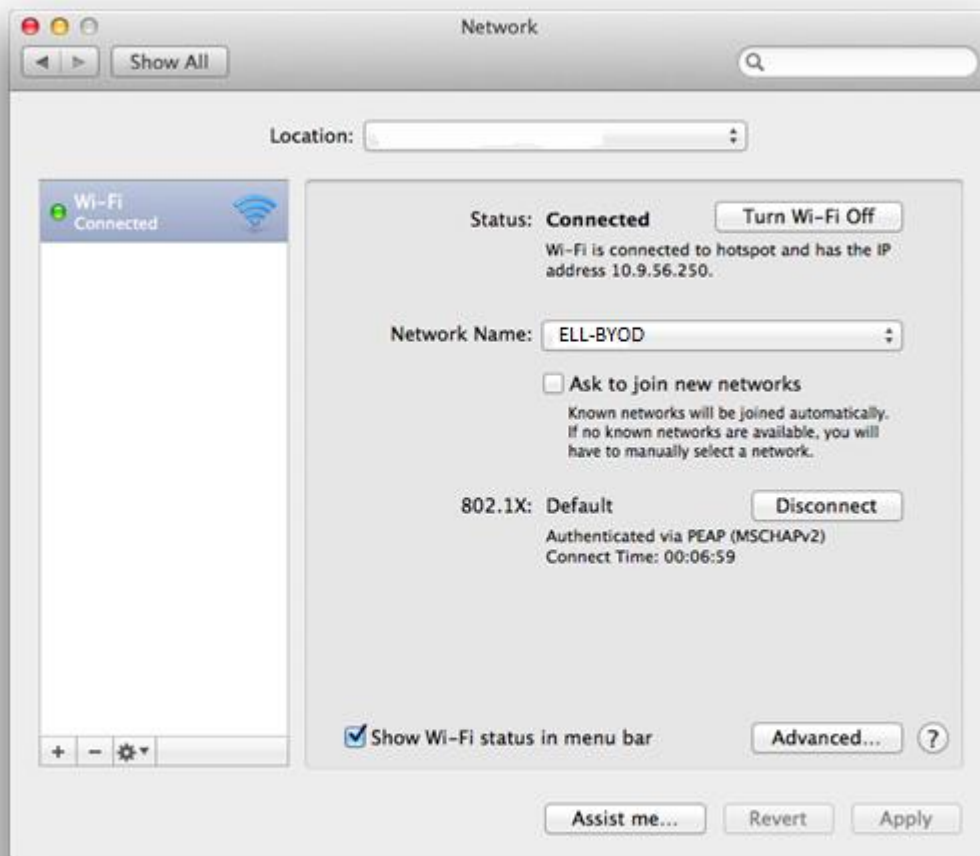 Network
Show All
Location:
Wi-Fi
Connected
Status: Connected
Turn Wi-Fi Off
Wi-Fi is connected to hotspot and has the IP
address 10.9.56.250.
Network Name: ELL-BYOD
Ask to join new networks
Known networks will be joined automatically.
If no known networks are available, you will
have to manually select a network.
802.1X: Default
Disconnect
Authenticated via PEAP (MSCHAPv2)
Connect Time: 00:06:59
Show Wi-Fi status in menu bar
Advanced...
?
Assist me...
Revert
Apply